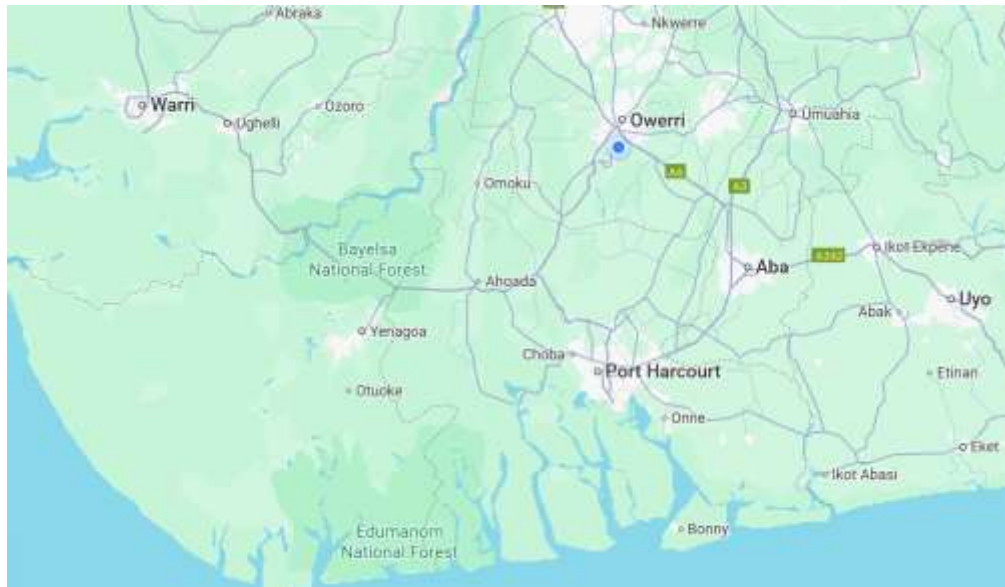 Abraka
Nkwerre
Warri
Ozoro
Ughelli
Owerri
Umuahia
Omoku
A6
A3
Bayelsa
National Forest
Ikot Ekpene
A342
Aba
Ahoada
Uyo
Abak
Yenagoa
Choba
Port Harcourt
Etinan
Otuoke
Onne
Eket
Ikot Abasi
Edumanom
National Forest
Bonny